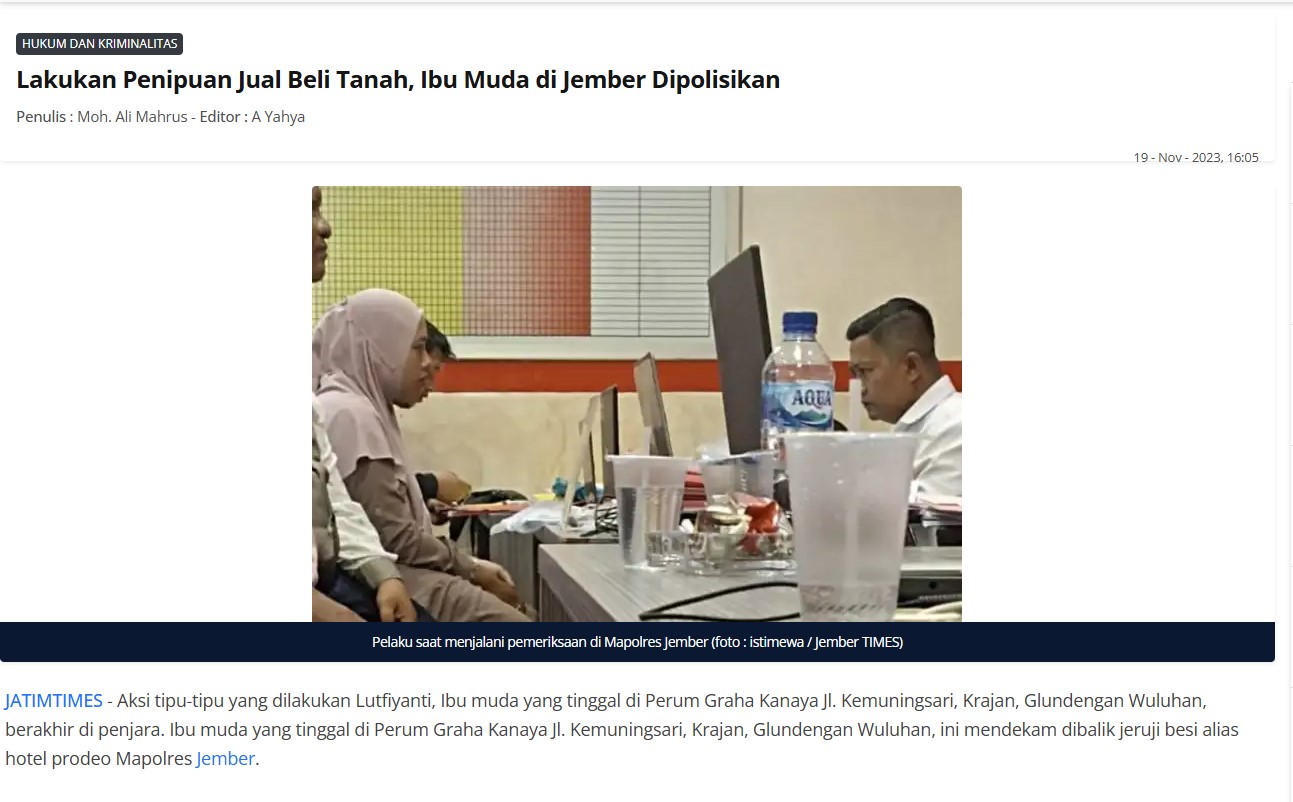 HUKUM DAN KRIMINALITAS
Lakukan Penipuan Jual Beli Tanah, Ibu Muda di Jember Dipolisikan
Penulis : Moh. Ali Mahrus - Editor : A Yahya
19 - Nov - 2023, 16:05
AQUA
Pelaku saat menjalani pemeriksaan di Mapolres Jember (foto : istimewa / Jember TIMES)
JATIMTIMES - Aksi tipu-tipu yang dilakukan Lutfiyanti, Ibu muda yang tinggal di Perum Graha Kanaya Jl. Kemuningsari, Krajan, Glundengan Wuluhan,
berakhir di penjara. Ibu muda yang tinggal di Perum Graha Kanaya Jl. Kemuningsari, Krajan, Glundengan Wuluhan, ini mendekam dibalik jeruji besi alias
hotel prodeo Mapolres Jember.